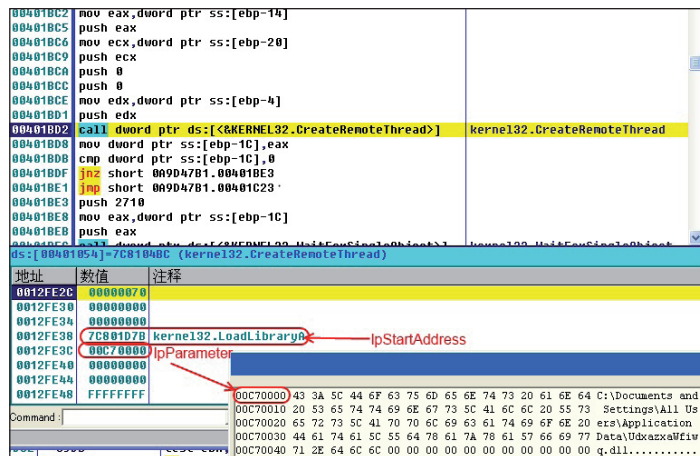 00401BC2 mov eax,dword ptr ss:[ebp-14]
00401BC5 push eax
00401BC6 mov ecx,dword ptr ss:[ebp-20]
00401BC9 push ecx
00401BCA push 0
00401BCC push 0
00401BCE mov edx,dword ptr ss:[ebp-4]
00401BD1 push edx
00401BD2 call dword ptr ds:[<&KERNEL32.CreateRemoteThread>] kernel32.CreateRemoteThread
00401BD8 mov dword ptr ss:[ebp-1C],eax
00401BDB cmp dword ptr ss:[ebp-1C],0
00401BDF jnz short 0A9D47B1.00401BE3
00401BE1 jmp short 0A9D47B1.00401C23
00401BE3 push 2710
00401BE8 mov eax,dword ptr ss:[ebp-1C]
00401BEB push eax
00401BEC call dword ptr ds:[<&KERNEL32.WaitForSingleObject>] kernel32.WaitForSingleObject
ds:[00401054]=7C8104BC (kernel32.CreateRemoteThread)
地址 数值 注释
0012FE2C 00000070
0012FE30 00000000
0012FE34 00000000
0012FE38 7C801D7B kernel32.LoadLibraryA lpStartAddress
0012FE3C 00C70000 lpParameter
0012FE40 00000000
0012FE44 00000000
0012FE48 FFFFFFFF
Command:
00C70000 43 3A 5C 44 6F 63 75 6D 65 6E 74 73 20 61 6E 64 C:\Documents and
00C70010 20 53 65 74 74 69 6E 67 73 5C 41 6C 6C 20 55 73 Settings\All Us
00C70020 65 72 73 5C 41 70 70 6C 69 63 61 74 69 6F 6E 20 ers\Application
00C70030 44 61 74 61 5C 55 64 78 61 7A 78 61 57 66 69 77 Data\UdxazxaWfiw
00C70040 71 2E 64 6C 6C 00 00 00 00 00 00 00 00 00 00 00 q.dll...........